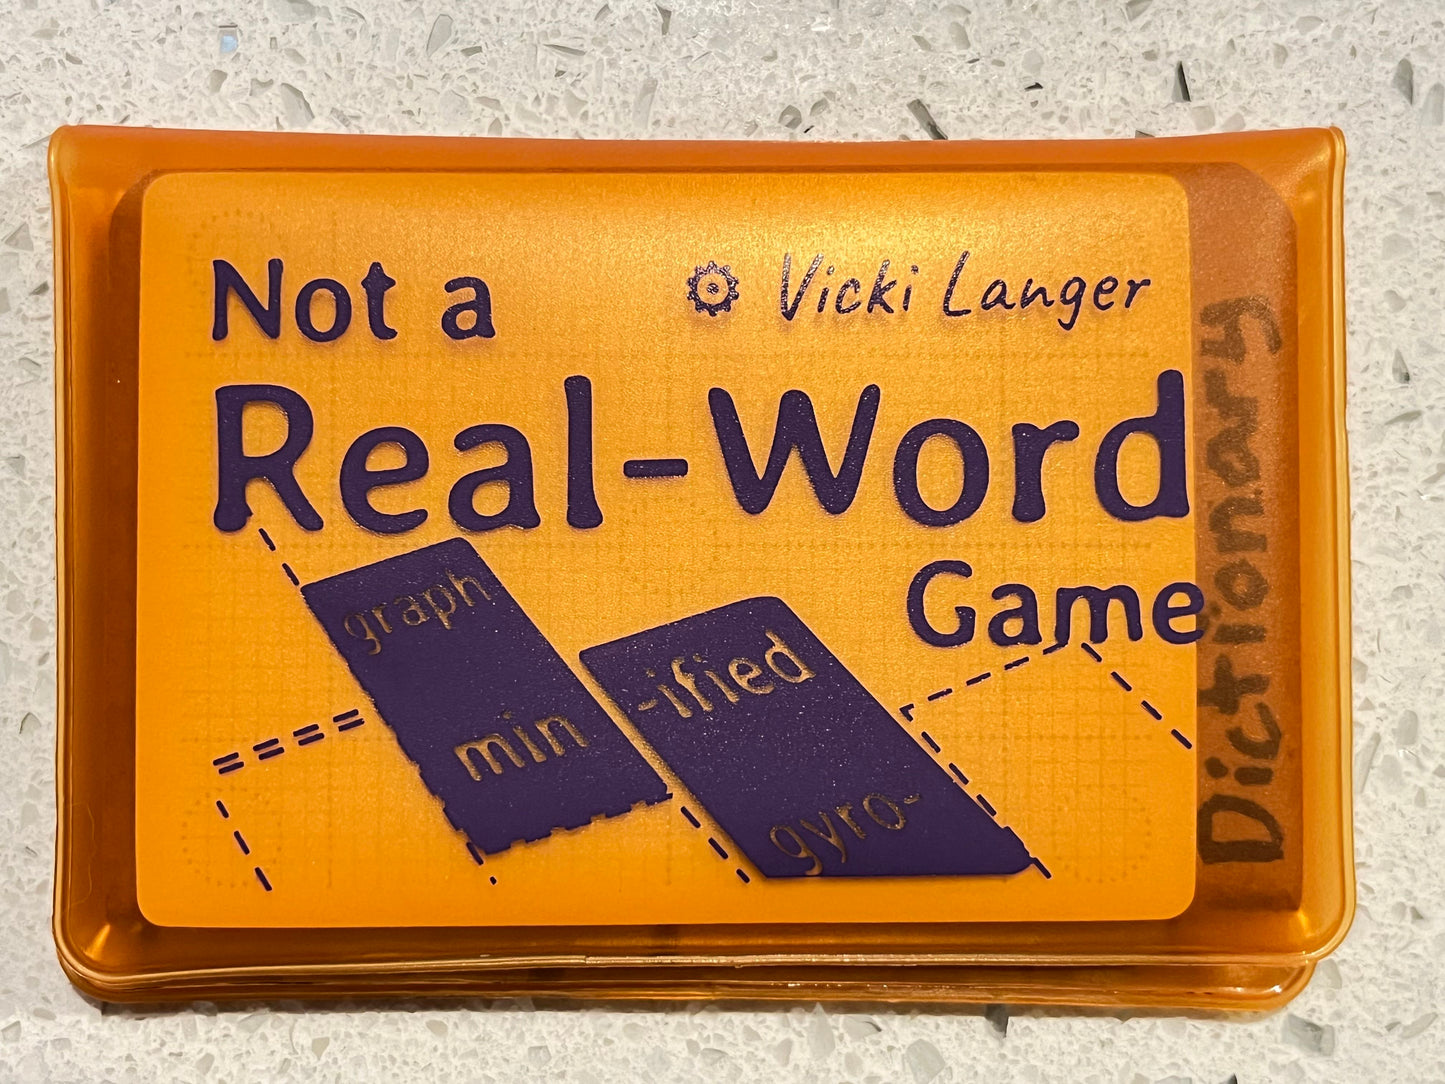 Not a
Vicki Langer
Real-Word
Game
graph
min
-ified
gyro-
Dictionary